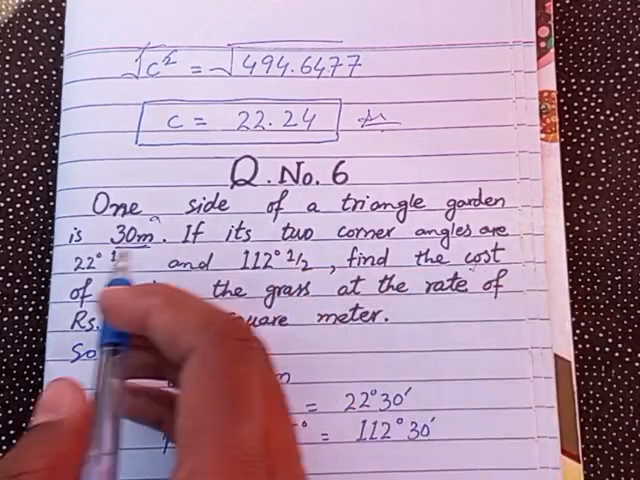 √c² = √494.6477
c = 22.24 Ans
Q.No.6
One side of a triangle garden
is 30m. If its two corner angles are
22° 1 and 112° 1/2, find the cost
of the grass at the rate of
Rs. square meter.
So
m
= 22°30′
° = 112°30′